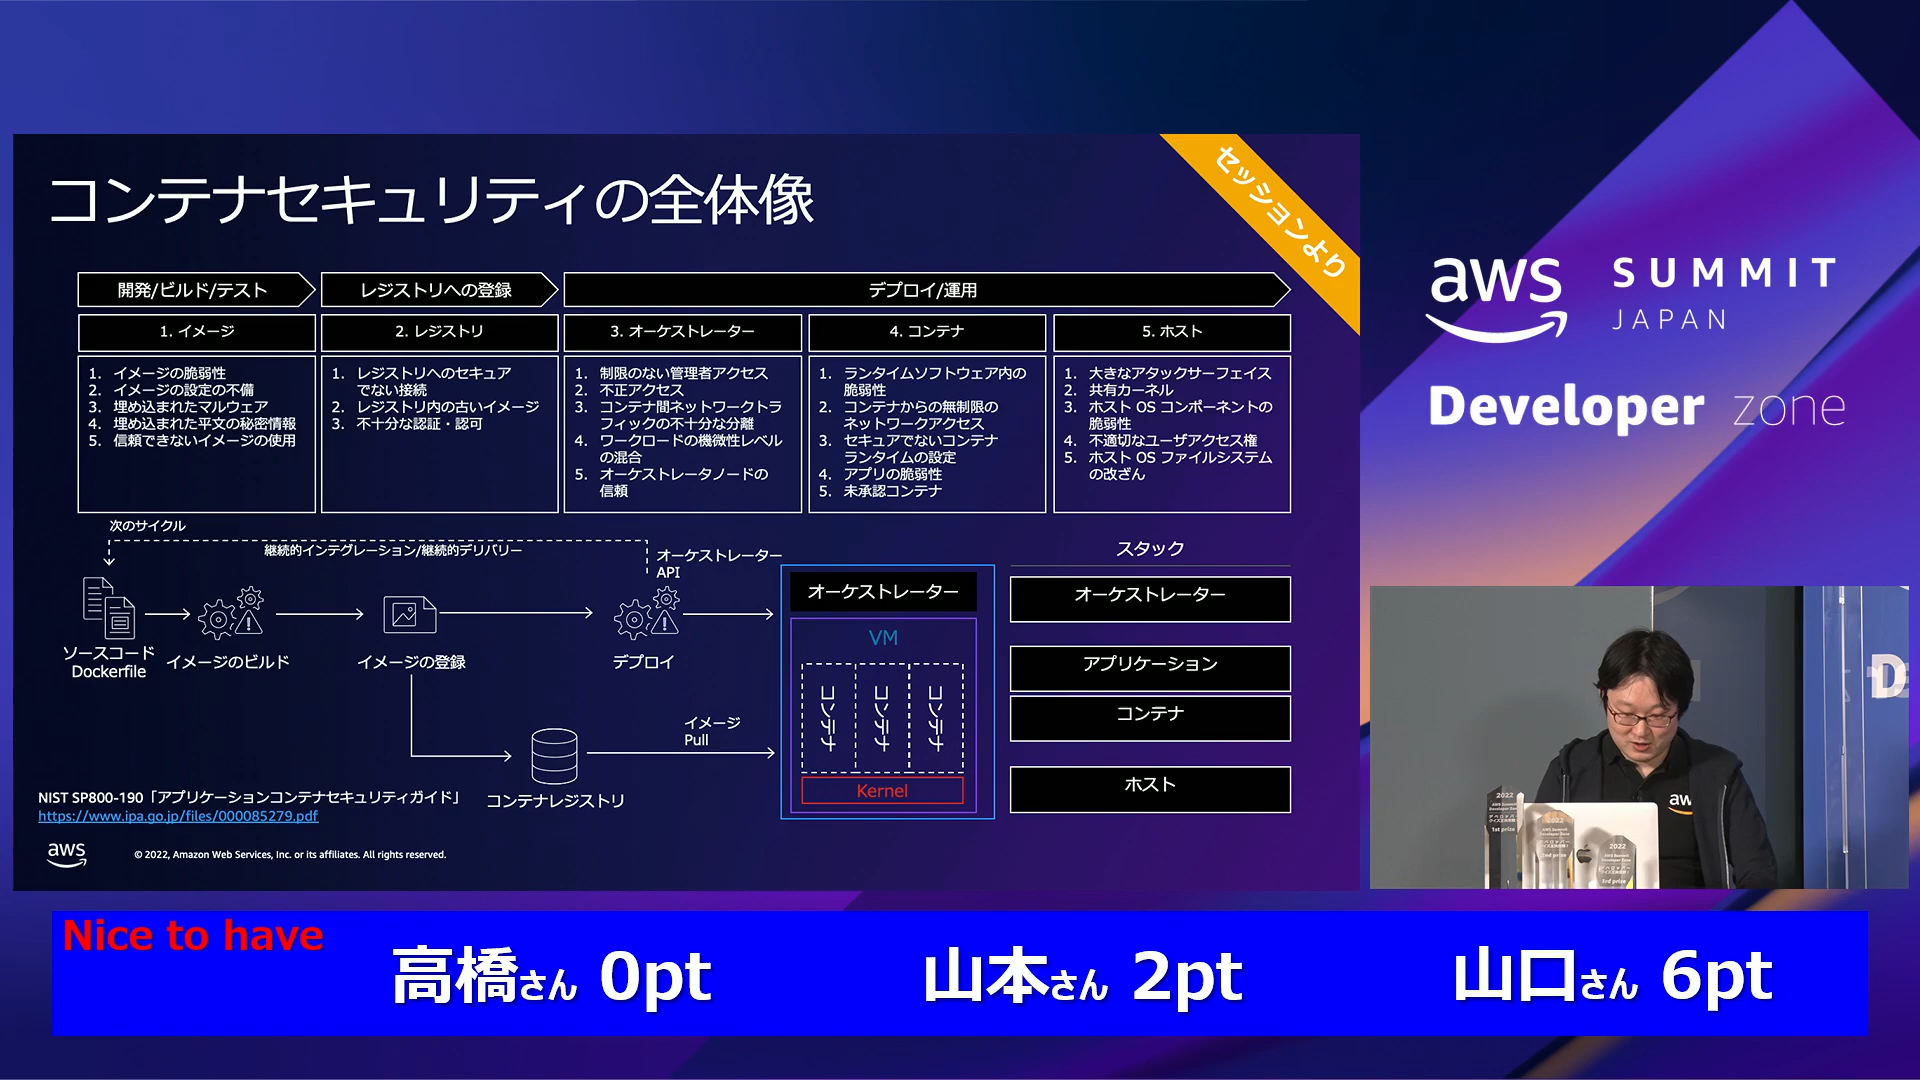 コンテナセキュリティの全体像
セッションより
開発/ビルド/テスト
レジストリへの登録
デプロイ/運用
1. イメージ
2. レジストリ
3. オーケストレーター
4. コンテナ
5. ホスト
1. イメージの脆弱性
2. イメージの設定の不備
3. 埋め込まれたマルウェア
4. 埋め込まれた平文の秘密情報
5. 信頼できないイメージの使用
1. レジストリへのセキュア
でない接続
2. レジストリ内の古いイメージ
3. 不十分な認証・認可
1. 制限のない管理者アクセス
2. 不正アクセス
3. コンテナ間ネットワークトラ
フィックの不十分な分離
4. ワークロードの機微性レベル
の混合
5. オーケストレータノードの
信頼
1. ランタイムソフトウェア内の
脆弱性
2. コンテナからの無制限の
ネットワークアクセス
3. セキュアでないコンテナ
ランタイムの設定
4. アプリの脆弱性
5. 未承認コンテナ
1. 大きなアタックサーフェイス
2. 共有カーネル
3. ホスト OS コンポーネントの
脆弱性
4. 不適切なユーザアクセス権
5. ホスト OS ファイルシステム
の改ざん
次のサイクル
継続的インテグレーション/継続的デリバリー
オーケストレーター
API
ソースコード
Dockerfile
イメージのビルド
イメージの登録
デプロイ
イメージ
Pull
コンテナレジストリ
オーケストレーター
VM
コンテナ
コンテナ
コンテナ
Kernel
スタック
オーケストレーター
アプリケーション
コンテナ
ホスト
NIST SP800-190「アプリケーションコンテナセキュリティガイド」
https://www.ipa.go.jp/files/000085279.pdf
aws
© 2022, Amazon Web Services, Inc. or its affiliates. All rights reserved.
aws SUMMIT
JAPAN
Developer zone
D
aw
2022
1st prize
2022
2nd prize
2022
3rd prize
Nice to have
高橋さん 0pt
山本さん 2pt
山口さん 6pt